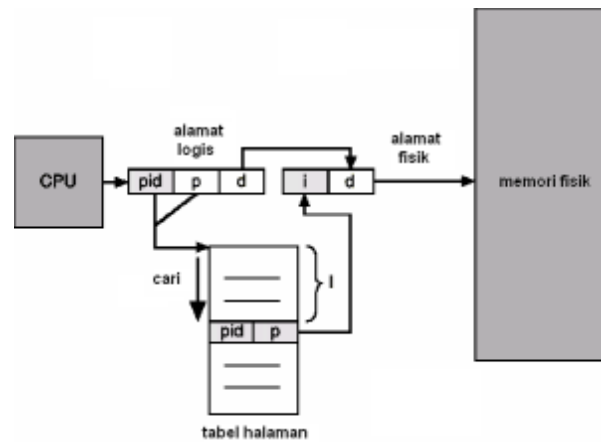 alamat
logis
alamat
fisik
CPU
pid p d
i d
memori fisik
cari
I
pid p
tabel halaman